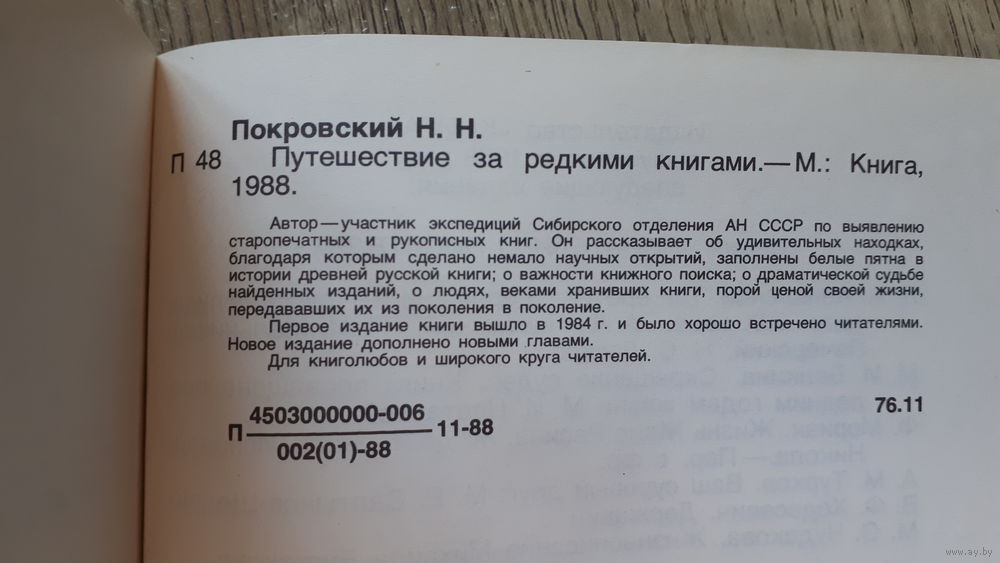 Покровский Н. Н.
П 48 Путешествие за редкими книгами.—М.: Книга,
1988.
Автор—участник экспедиций Сибирского отделения АН СССР по выявлению
старопечатных и рукописных книг. Он рассказывает об удивительных находках,
благодаря которым сделано немало научных открытий, заполнены белые пятна в
истории древней русской книги; о важности книжного поиска; о драматической судьбе
найденных изданий, о людях, веками хранивших книги, порой ценой своей жизни,
передававших их из поколения в поколение.
Первое издание книги вышло в 1984 г. и было хорошо встречено читателями.
Новое издание дополнено новыми главами.
Для книголюбов и широкого круга читателей.
П 4503000000-006
002(01)-88
11-88
76.11
www.ay.by